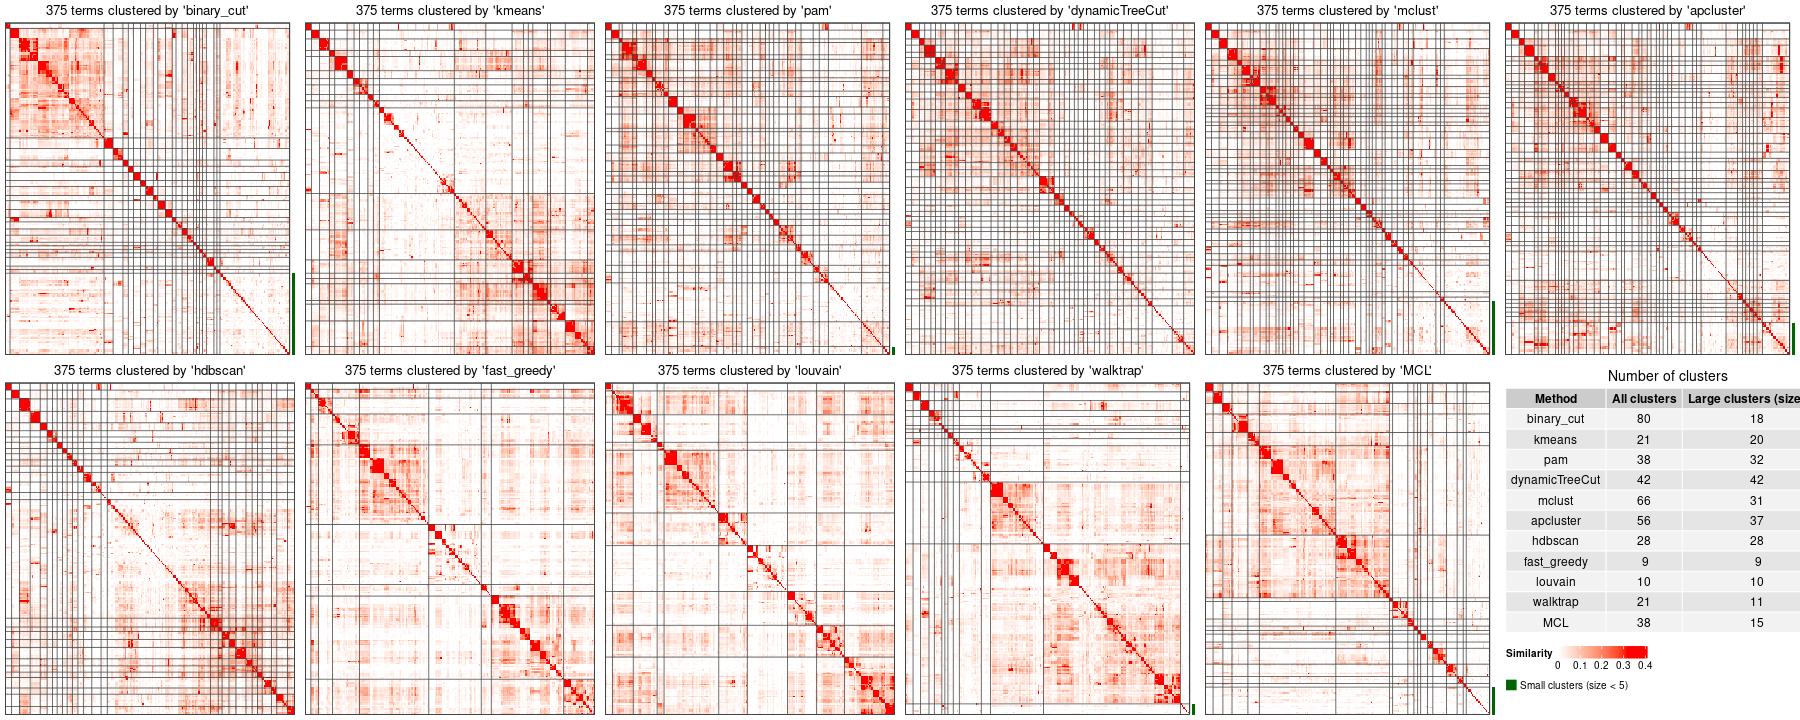 375 terms clustered by 'binary_cut'
375 terms clustered by 'kmeans'
375 terms clustered by 'pam'
375 terms clustered by 'dynamicTreeCut'
375 terms clustered by 'mclust'
375 terms clustered by 'apcluster'
375 terms clustered by 'hdbscan'
375 terms clustered by 'fast_greedy'
375 terms clustered by 'louvain'
375 terms clustered by 'walktrap'
375 terms clustered by 'MCL'
Number of clusters
Method All clusters Large clusters (size
binary_cut 80 18
kmeans 21 20
pam 38 32
dynamicTreeCut 42 42
mclust 66 31
apcluster 56 37
hdbscan 28 28
fast_greedy 9 9
louvain 10 10
walktrap 21 11
MCL 38 15
Similarity
0 0.1 0.2 0.3 0.4
Small clusters (size < 5)